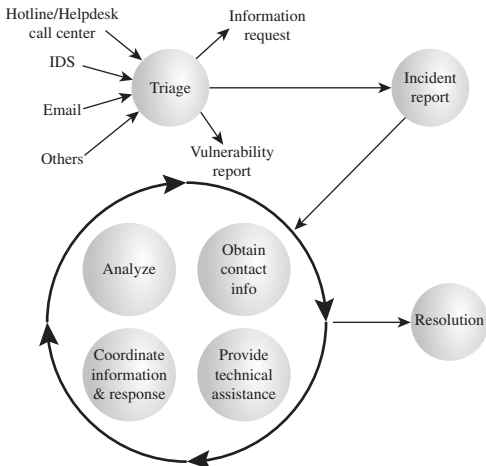 Hotline/Helpdesk
call center
Information
request
IDS
Triage
Incident
report
Email
Others
Vulnerability
report
Analyze
Obtain
contact
info
Resolution
Coordinate
information
& response
Provide
technical
assistance